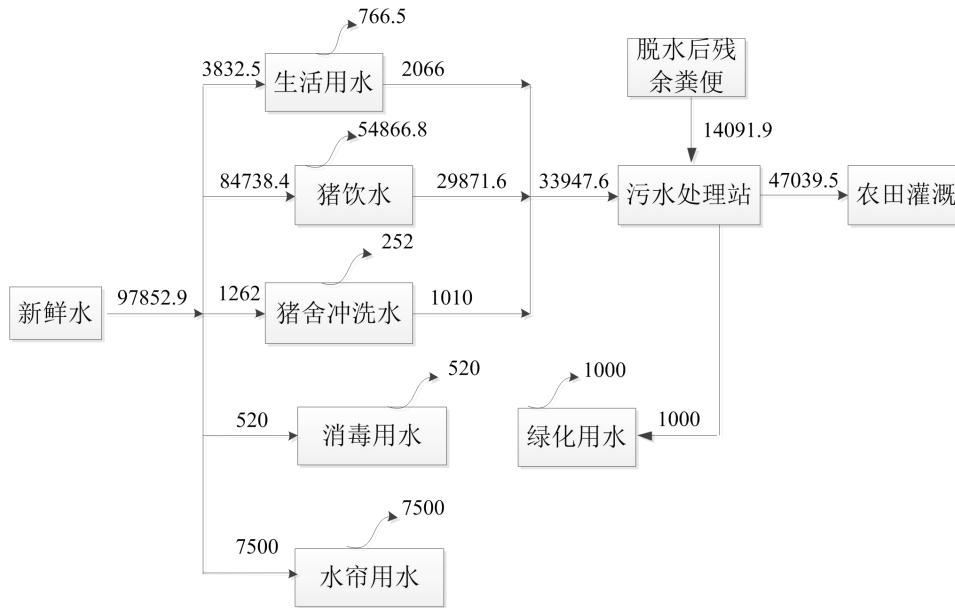 766.5
3832.5
生活用水
2066
脱水后残
余粪便
54866.8
14091.9
84738.4
猪饮水
29871.6
33947.6
污水处理站
47039.5
农田灌溉
252
新鲜水
97852.9
1262
猪舍冲洗水
1010
520
1000
520
消毒用水
绿化用水
1000
7500
7500
水帘用水